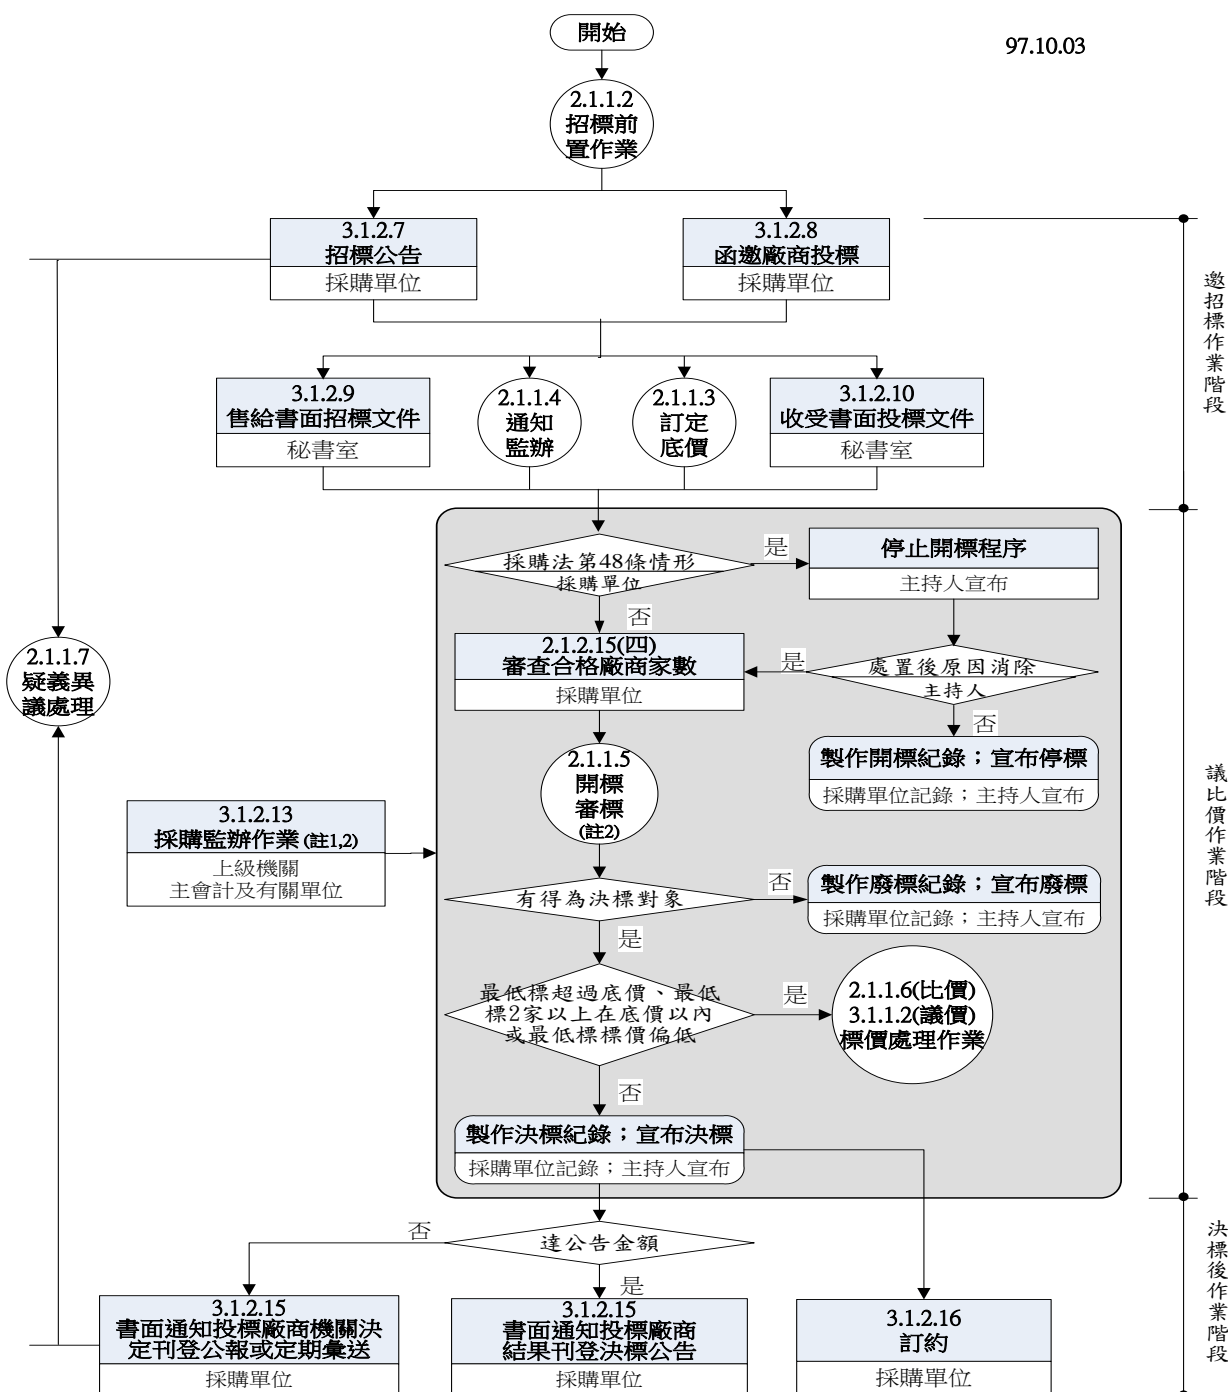 開始
97.10.03
2.1.1.2
招標前
置作業
3.1.2.7
招標公告
採購單位
3.1.2.8
函邀廠商投標
採購單位
邀招標作業階段
3.1.2.9
售給書面招標文件
秘書室
2.1.1.4
通知
監辦
2.1.1.3
訂定
底價
3.1.2.10
收受書面投標文件
秘書室
採購法第48條情形
採購單位
是
停止開標程序
主持人宣布
否
2.1.2.15(四)
審查合格廠商家數
採購單位
是
處置後原因消除
主持人
否
2.1.1.7
疑義異
議處理
製作開標紀錄；宣布停標
採購單位記錄；主持人宣布
2.1.1.5
開標
審標
(註2)
議比價作業階段
3.1.2.13
採購監辦作業(註1,2)
上級機關
主會計及有關單位
有得為決標對象
否
製作廢標紀錄；宣布廢標
採購單位記錄；主持人宣布
是
最低標超過底價、最低
標2家以上在底價以內
或最低標標價偏低
是
2.1.1.6(比價)
3.1.1.2(議價)
標價處理作業
否
製作決標紀錄；宣布決標
採購單位記錄；主持人宣布
達公告金額
否
是
決標後作業階段
3.1.2.15
書面通知投標廠商機關決
定刊登公報或定期彙送
採購單位
3.1.2.15
書面通知投標廠商
結果刊登決標公告
採購單位
3.1.2.16
訂約
採購單位